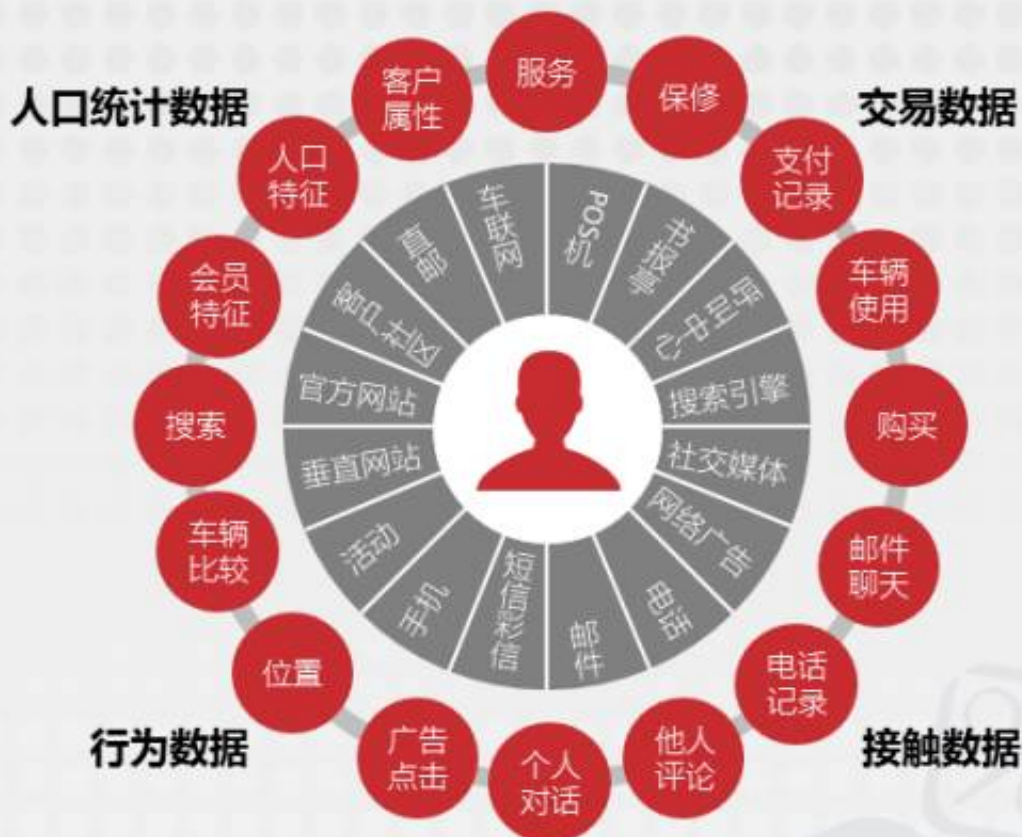 人口统计数据
交易数据
行为数据
接触数据
服务
保修
支付
记录
车辆
使用
购买
邮件
聊天
电话
记录
他人
评论
个人
对话
广告
点击
位置
车辆
比较
搜索
会员
特征
人口
特征
客户
属性
POS机
书报亭
呼叫中心
搜索引擎
社交媒体
网络广告
电话
邮件
短信彩信
手机
活动
垂直网站
官方网站
客户社区
直邮
车联网